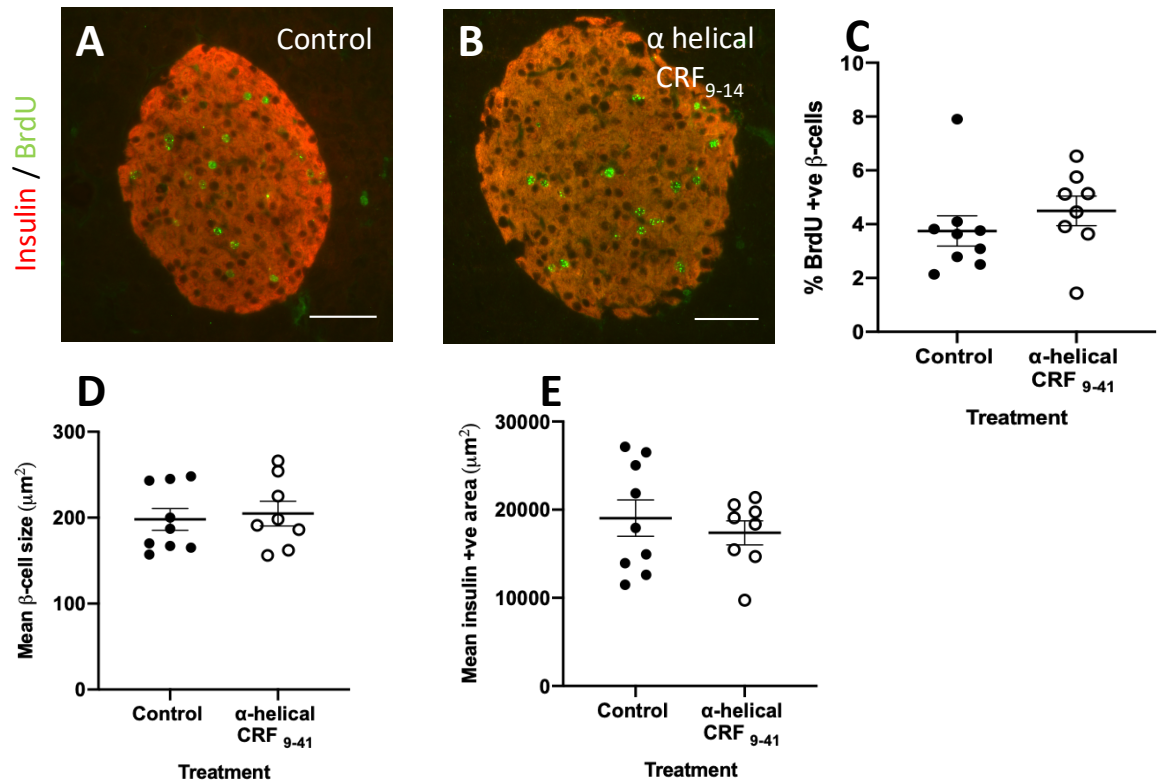 A
Control
B
α helical
CRF9-14
Insulin / BrdU
C
% BrdU +ve β-cells
10
8
6
4
2
0
Control
α-helical
CRF 9-41
Treatment
D
Mean β-cell size (μm2)
300
200
100
0
Control
α-helical
CRF 9-41
Treatment
E
Mean insulin +ve area (μm2)
30000
20000
10000
0
Control
α-helical
CRF 9-41
Treatment